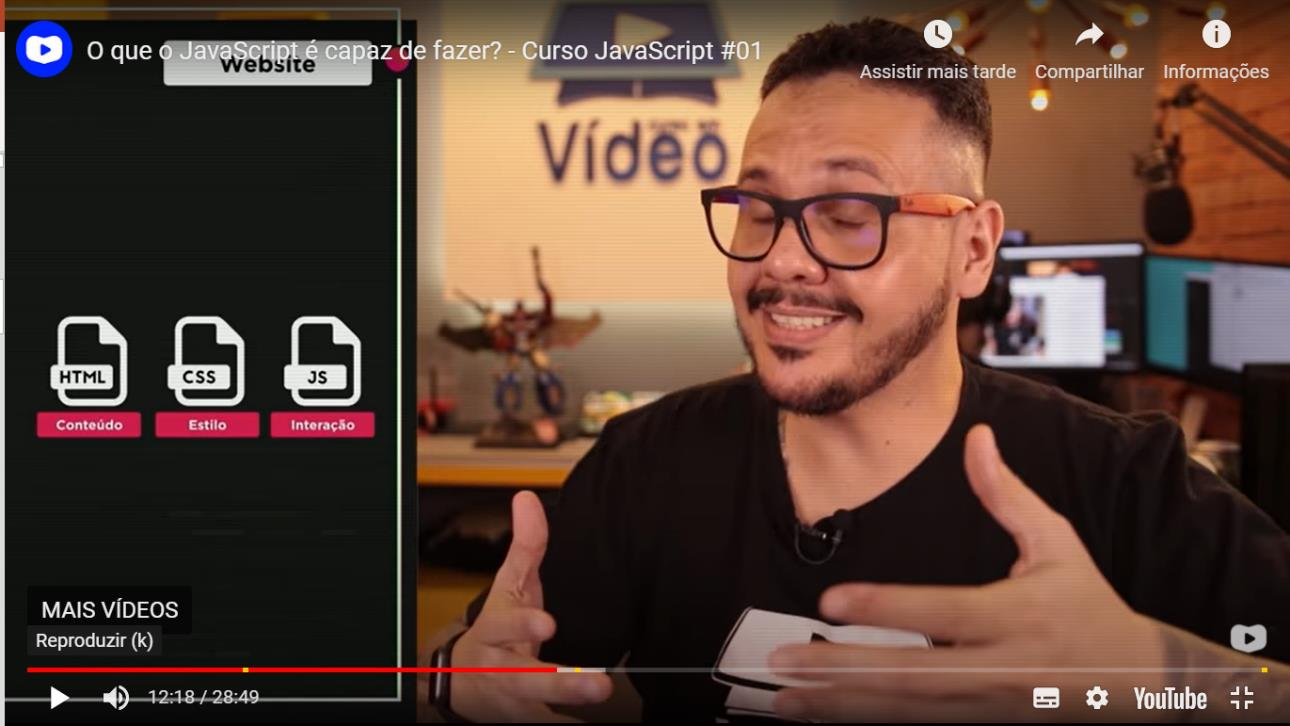 O que o JavaScript é capaz de fazer? - Curso JavaScript #01
Assistir mais tarde
Compartilhar
Informações
Website
Vídeo
HTML
CSS
JS
Conteúdo
Estilo
Interação
MAIS VÍDEOS
Reproduzir (k)
12:18 / 28:49
YouTube